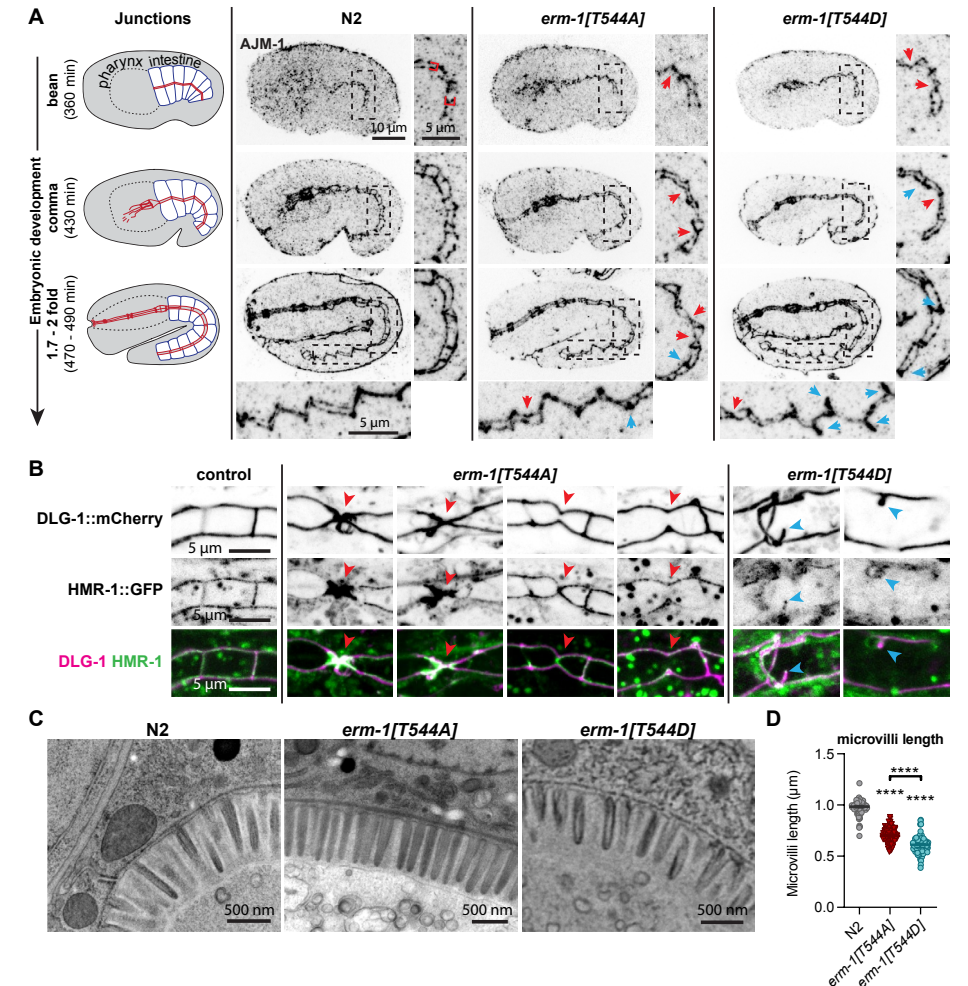 A
Junctions
N2
erm-1[T544A]
erm-1[T544D]
Embryonic development
bean
(360 min)
pharynx intestine
AJM-1
10 µm
5 µm
comma
(430 min)
1.7 - 2 fold
(470 - 490 min)
5 µm
B
control
erm-1[T544A]
erm-1[T544D]
DLG-1::mCherry
5 µm
HMR-1::GFP
5 µm
DLG-1 HMR-1
5 µm
C
N2
erm-1[T544A]
erm-1[T544D]
500 nm
500 nm
500 nm
D
microvilli length
Microvilli length (µm)
1.5
1.0
0.5
0.0
****
****
****
N2
erm-1[T544A]
erm-1[T544D]